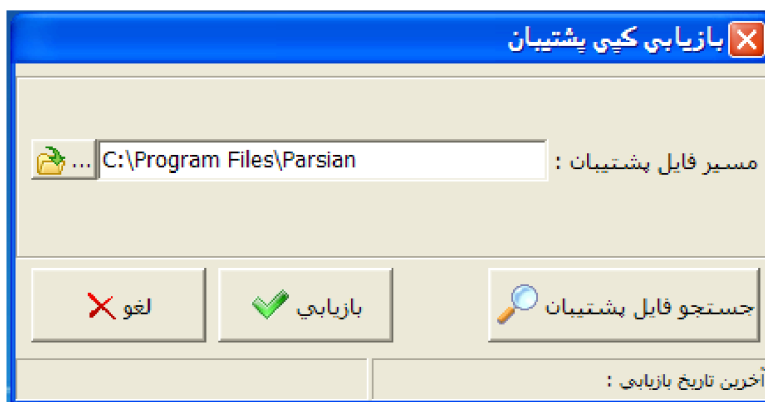 بازیابی کپی پشتیبان
مسیر فایل پشتیبان :
C:\Program Files\Parsian
...
جستجو فایل پشتیبان
بازیابی
لغو
آخرین تاریخ بازیابی :